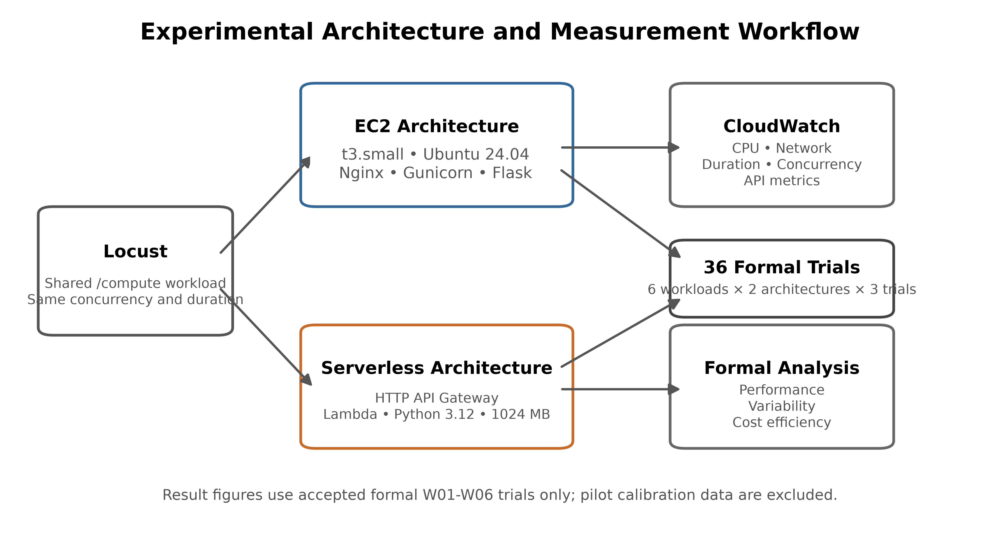 Experimental Architecture and Measurement Workflow
EC2 Architecture
t3.small • Ubuntu 24.04
Nginx • Gunicorn • Flask
CloudWatch
CPU • Network
Duration • Concurrency
API metrics
Locust
Shared /compute workload
Same concurrency and duration
36 Formal Trials
6 workloads × 2 architectures × 3 trials
Serverless Architecture
HTTP API Gateway
Lambda • Python 3.12 • 1024 MB
Formal Analysis
Performance
Variability
Cost efficiency
Result figures use accepted formal W01-W06 trials only; pilot calibration data are excluded.